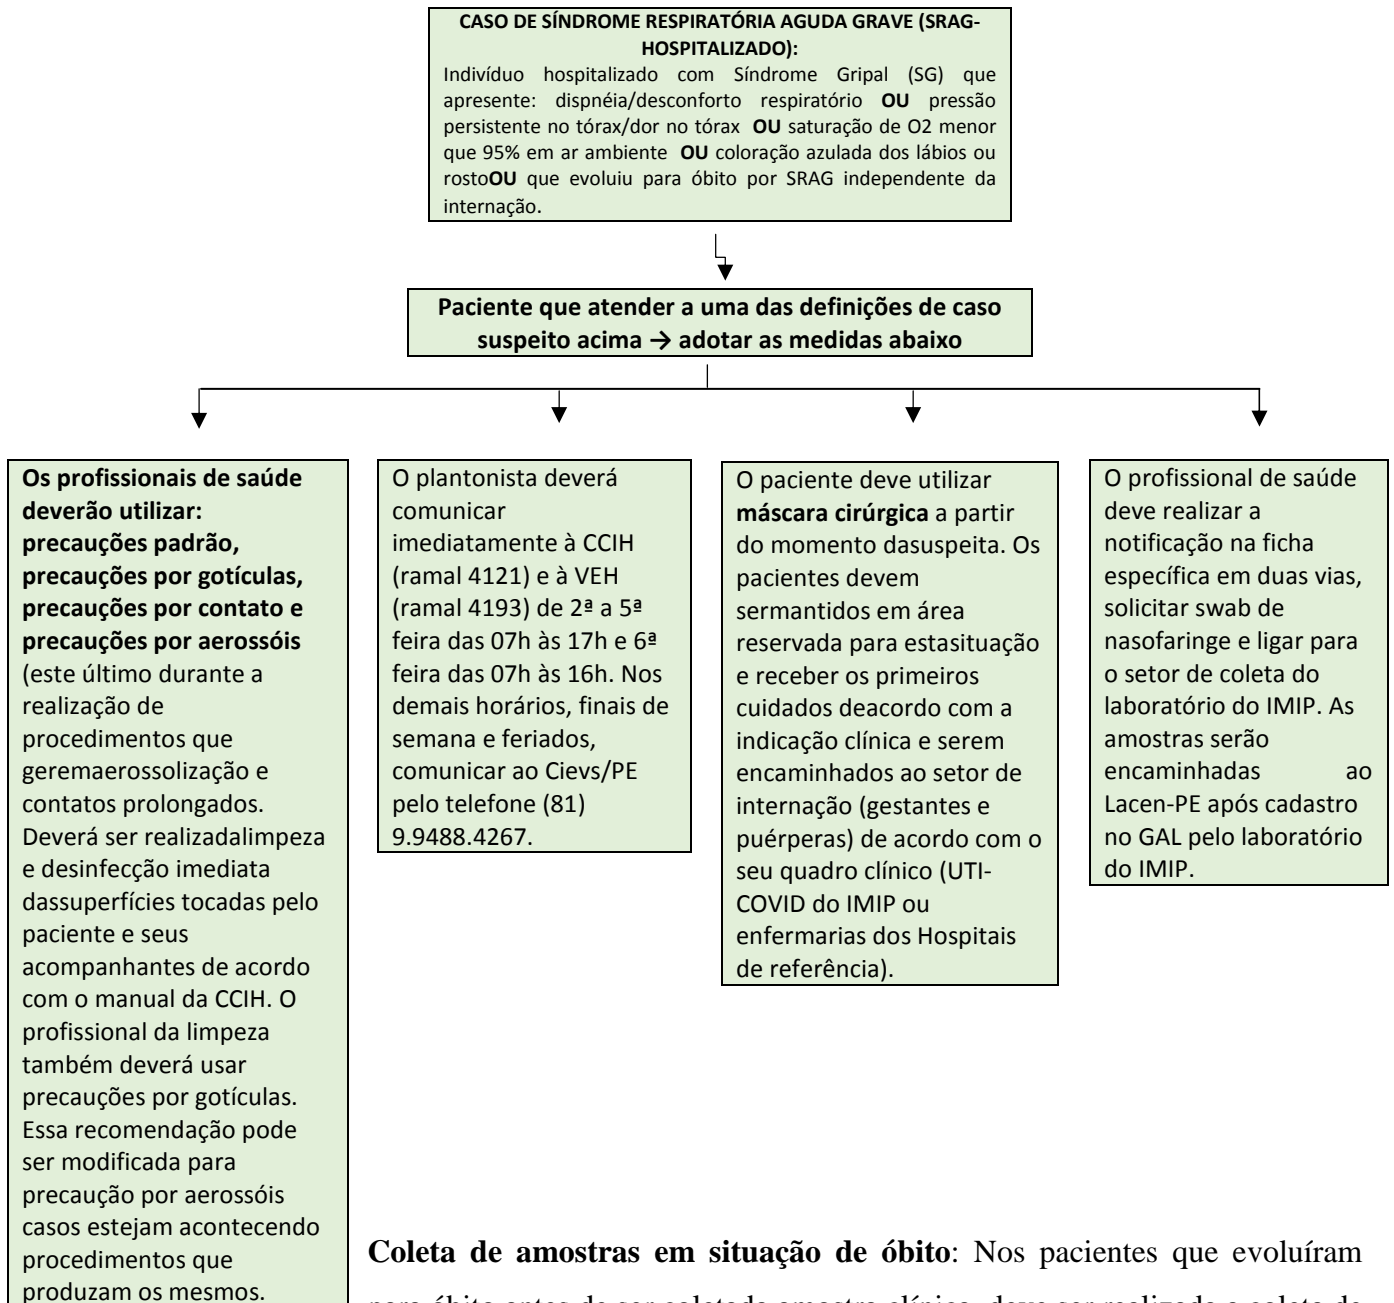 CASO DE SÍNDROME RESPIRATÓRIA AGUDA GRAVE (SRAG-
HOSPITALIZADO):
Indivíduo hospitalizado com Síndrome Gripal (SG) que
apresente: dispnéia/desconforto respiratório OU pressão
persistente no tórax/dor no tórax OU saturação de O2 menor
que 95% em ar ambiente OU coloração azulada dos lábios ou
rostoOU que evoluiu para óbito por SRAG independente da
internação.
Paciente que atender a uma das definições de caso
suspeito acima → adotar as medidas abaixo
Os profissionais de saúde
deverão utilizar:
precauções padrão,
precauções por gotículas,
precauções por contato e
precauções por aerossóis
(este último durante a
realização de
procedimentos que
geremaerossolização e
contatos prolongados.
Deverá ser realizadalimpeza
e desinfecção imediata
dassuperfícies tocadas pelo
paciente e seus
acompanhantes de acordo
com o manual da CCIH. O
profissional da limpeza
também deverá usar
precauções por gotículas.
Essa recomendação pode
ser modificada para
precaução por aerossóis
casos estejam acontecendo
procedimentos que
produzam os mesmos.
O plantonista deverá
comunicar
imediatamente à CCIH
(ramal 4121) e à VEH
(ramal 4193) de 2ª a 5ª
feira das 07h às 17h e 6ª
feira das 07h às 16h. Nos
demais horários, finais de
semana e feriados,
comunicar ao Cievs/PE
pelo telefone (81)
9.9488.4267.
O paciente deve utilizar
máscara cirúrgica a partir
do momento dasuspeita. Os
pacientes devem
sermantidos em área
reservada para estasituação
e receber os primeiros
cuidados deacordo com a
indicação clínica e serem
encaminhados ao setor de
internação (gestantes e
puérperas) de acordo com o
seu quadro clínico (UTI-
COVID do IMIP ou
enfermarias dos Hospitais
de referência).
O profissional de saúde
deve realizar a
notificação na ficha
específica em duas vias,
solicitar swab de
nasofaringe e ligar para
o setor de coleta do
laboratório do IMIP. As
amostras serão
encaminhadas ao
Lacen-PE após cadastro
no GAL pelo laboratório
do IMIP.
Coleta de amostras em situação de óbito: Nos pacientes que evoluíram
para óbito antes de ser coletada amostra clínica, deve ser realizada a coleta de